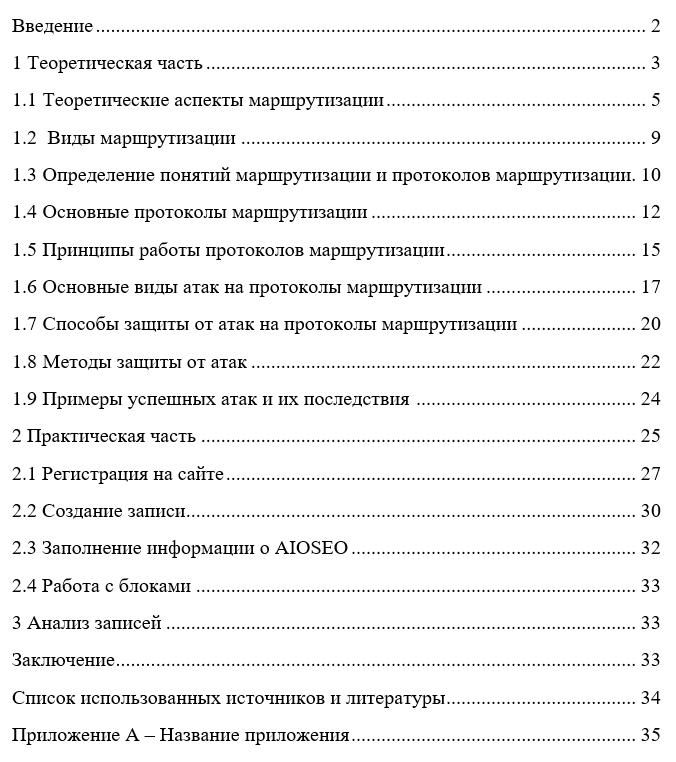 Введение 2
1 Теоретическая часть 3
1.1 Теоретические аспекты маршрутизации 5
1.2  Виды маршрутизации 9
1.3 Определение понятий маршрутизации и протоколов маршрутизации. 10
1.4 Основные протоколы маршрутизации 12
1.5 Принципы работы протоколов маршрутизации 15
1.6 Основные виды атак на протоколы маршрутизации 17
1.7 Способы защиты от атак на протоколы маршрутизации 20
1.8 Методы защиты от атак 22
1.9 Примеры успешных атак и их последствия 24
2 Практическая часть 25
2.1 Регистрация на сайте 27
2.2 Создание записи 30
2.3 Заполнение информации о AIOSEO 32
2.4 Работа с блоками 33
3 Анализ записей 33
Заключение 33
Список использованных источников и литературы 34
Приложение А – Название приложения 35